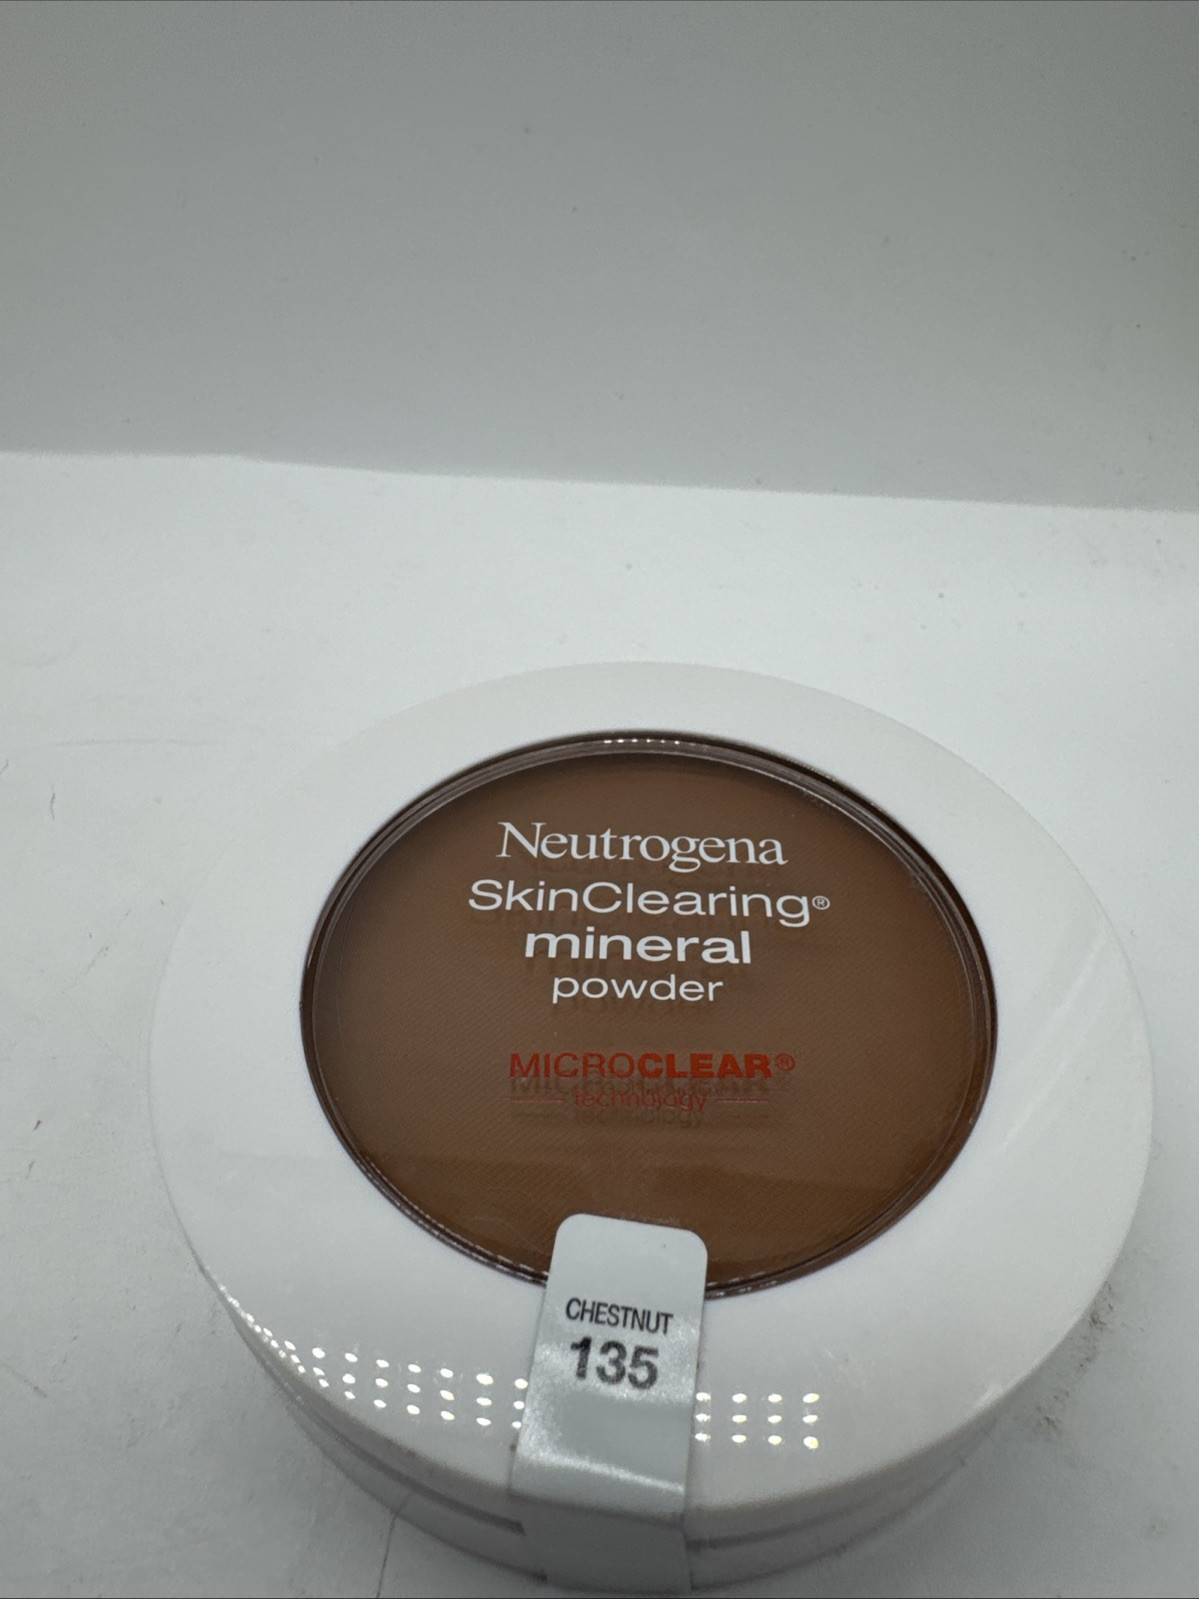 Neutrogena
SkinClearing®
mineral
powder
MICROCLEAR®
technology
CHESTNUT
135